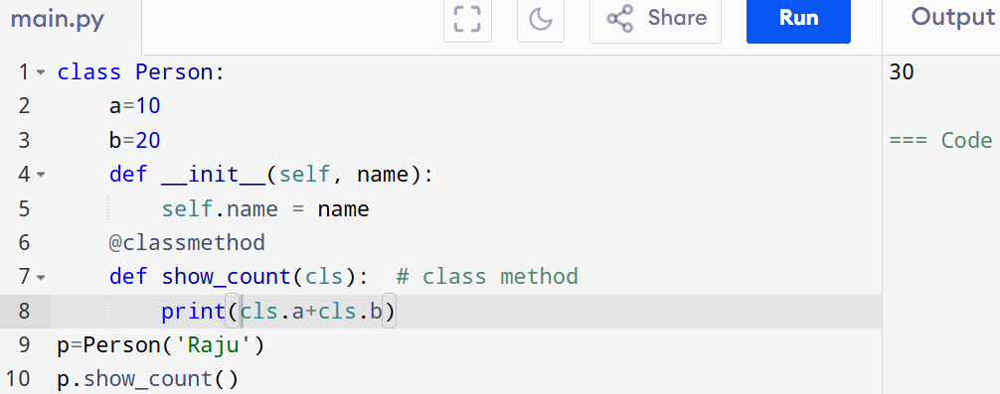 main.py Share Run Output
1 class Person:
2     a=10
3     b=20
4     def __init__(self, name):
5         self.name = name
6     @classmethod
7     def show_count(cls):  # class method
8         print(cls.a+cls.b)
9 p=Person('Raju')
10 p.show_count()
30
=== Code